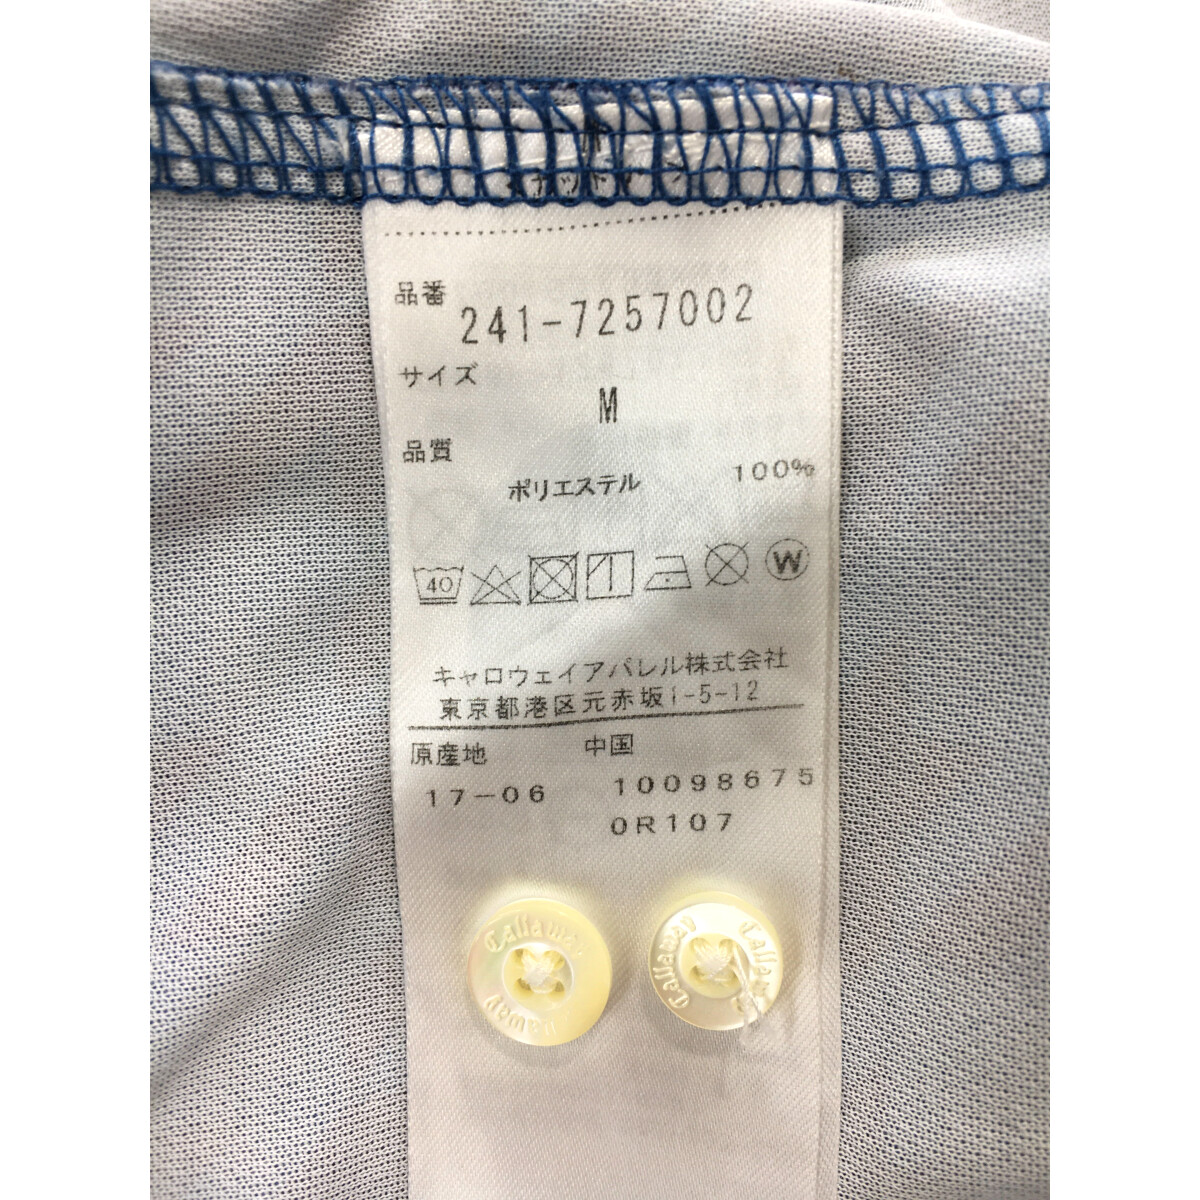 品番
241-7257002
サイズ
M
品質
ポリエステル 100%
40
W
キャロウェイアパレル株式会社
東京都港区元赤坂1-5-12
原産地 中国
17-06 10098675
0R107
Callaway
Callaway
Callaway